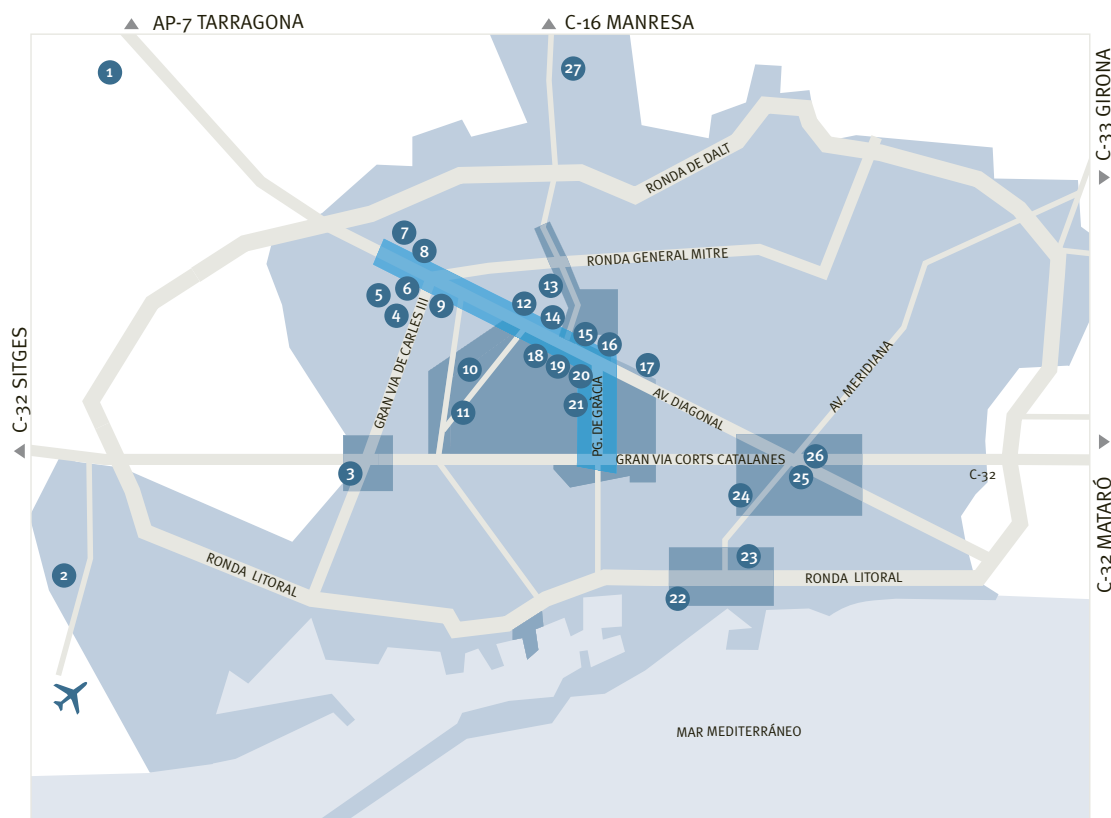 AP-7 TARRAGONA
C-16 MANRESA
1
27
C-33 GIRONA
RONDA DE DALT
7
8
RONDA GENERAL MITRE
5
6
4
9
13
12
14
15
16
17
GRAN VIA DE CARLES III
10
18
19
20
11
21
PG. DE GRÀCIA
AV. DIAGONAL
AV. MERIDIANA
C-32 SITGES
GRAN VIA CORTS CATALANES
3
26
25
24
C-32
C-32 MATARÓ
2
RONDA LITORAL
23
RONDA LITORAL
22
MAR MEDITERRÁNEO